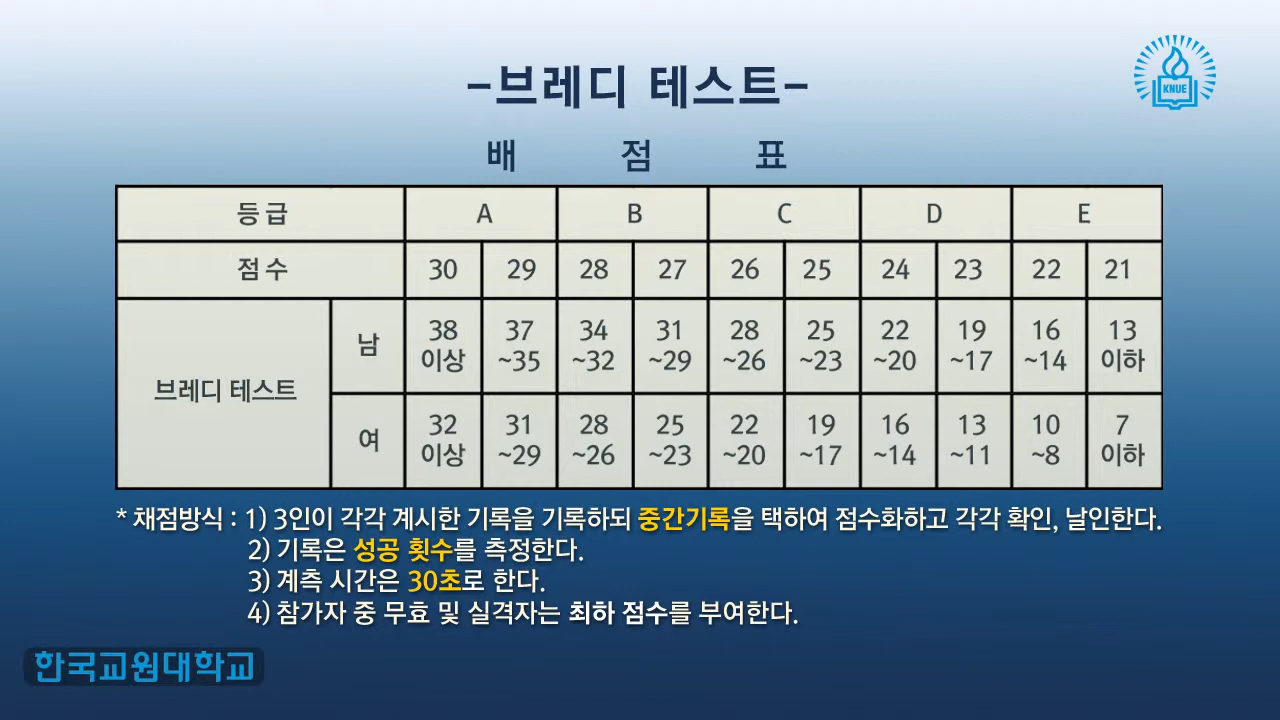 -브레디 테스트-
KNUE
배 점 표
등급 A B C D E
점수 30 29 28 27 26 25 24 23 22 21
브레디 테스트
남
38 이상 37 ~35 34 ~32 31 ~29 28 ~26 25 ~23 22 ~20 19 ~17 16 ~14 13 이하
여
32 이상 31 ~29 28 ~26 25 ~23 22 ~20 19 ~17 16 ~14 13 ~11 10 ~8 7 이하
* 채점방식 : 1) 3인이 각각 계시한 기록을 기록하되 중간기록을 택하여 점수화하고 각각 확인, 날인한다.
2) 기록은 성공 횟수를 측정한다.
3) 계측 시간은 30초로 한다.
4) 참가자 중 무효 및 실격자는 최하 점수를 부여한다.
한국교원대학교